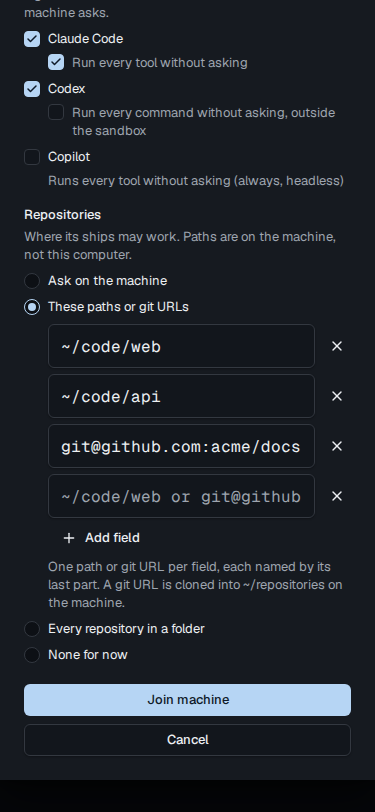 machine asks.
Claude Code
Run every tool without asking
Codex
Run every command without asking, outside
the sandbox
Copilot
Runs every tool without asking (always, headless)
Repositories
Where its ships may work. Paths are on the machine,
not this computer.
Ask on the machine
These paths or git URLs
~/code/web
~/code/api
git@github.com:acme/docs
~/code/web or git@github
Add field
One path or git URL per field, each named by its
last part. A git URL is cloned into ~/repositories on
the machine.
Every repository in a folder
None for now
Join machine
Cancel